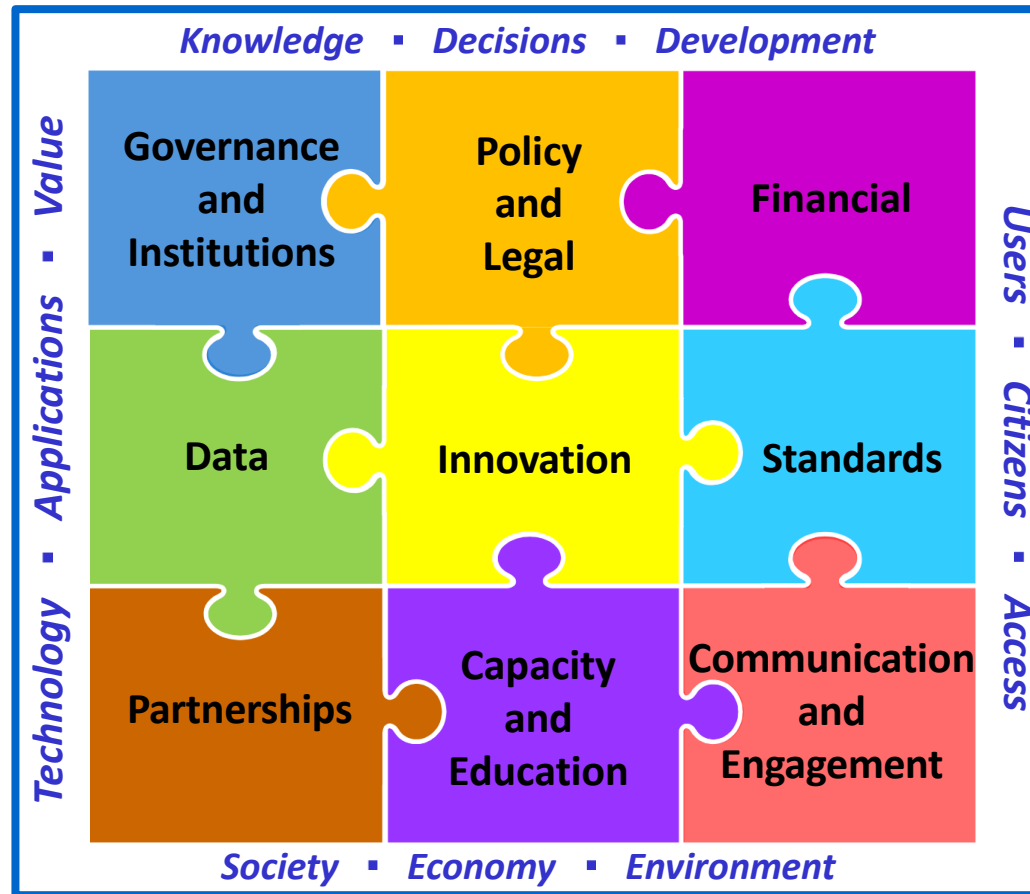 Knowledge ▪ Decisions ▪ Development
Technology ▪ Applications ▪ Value
Governance
and
Institutions
Policy
and
Legal
Financial
Data
Innovation
Standards
Partnerships
Capacity
and
Education
Communication
and
Engagement
Users ▪ Citizens ▪ Access
Society ▪ Economy ▪ Environment